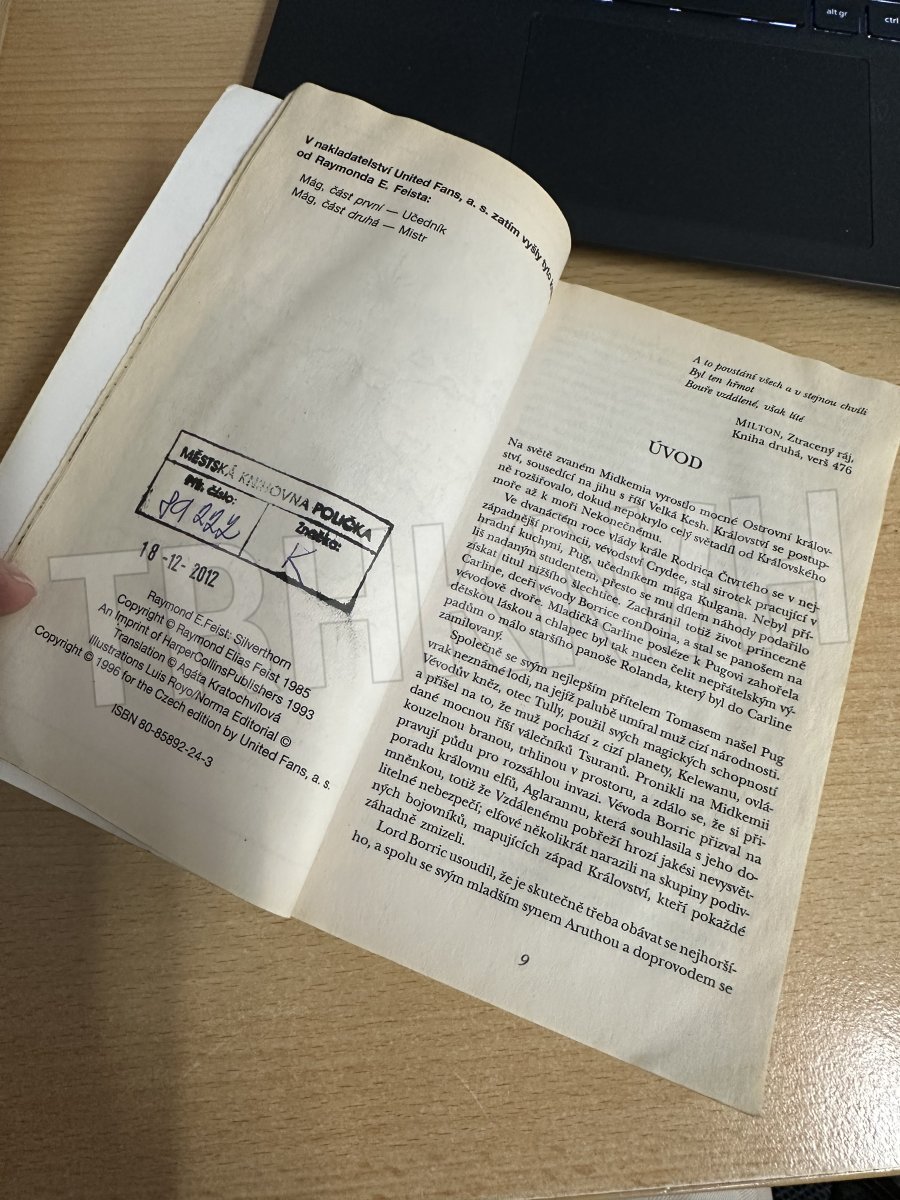 alt gr
ctrl
V nakladatelství United Fans, a. s. zatím vyšly tyto
od Raymonda E. Feista:
Mág, část první — Učedník
Mág, část druhá — Mistr
MĚSTSKÁ KNIHOVNA POLIČKA
Přír. číslo:
Značka:
89 222
K
18 -12- 2012
Raymond E.Feist: Silverthorn
Copyright © Raymond Elias Feist 1985
An Imprint of HarperCollinsPublishers 1993
Translation © Agáta Kratochvílová
Illustrations Luis Royo/Norma Editorial ©
Copyright © 1996 for the Czech edition by United Fans, a. s.
ISBN 80-85892-24-3
A to povstání všech a v stejnou chvíli
Byl ten hřmot
Bouře vzdálené, však lité
MILTON, Ztracený ráj,
Kniha druhá, verš 476
ÚVOD
Na světě zvaném Midkemia vyrostlo mocné Ostrovní králov-
ství, sousedící na jihu s říší Velká Kesh. Království se postup-
ně rozšiřovalo, dokud nepokrylo celý světadíl od Královského
moře až k moři Nekonečnému.
Ve dvanáctém roce vlády krále Rodrica Čtvrtého se v nej-
západnější provincii, vévodství Crydee, stal sirotek pracující v
hradní kuchyni, Pug, učedníkem mága Kulgana. Nebyl pří-
liš nadaným studentem, přesto se mu dílem náhody podařilo
získat titul nižšího šlechtice. Zachránil totiž život princezně
Carline, dceři vévody Borrice conDoina, a stal se panošem na
vévodově dvoře. Mladičká Carline posléze k Pugovi zahořela
dětskou láskou a chlapec byl tak nucen čelit nepřátelským vý-
padům o málo staršího panoše Rolanda, který byl do Carline
zamilovaný.
Společně se svým nejlepším přítelem Tomasem našel Pug
vrak neznámé lodi, na jejíž palubě umíral muž cizí národnosti.
Vévodův kněz, otec Tully, použil svých magických schopností
a přišel na to, že muž pochází z cizí planety, Kelewanu, ovlá-
dané mocnou říší válečníků Tsuranů. Pronikli na Midkemii
kouzelnou branou, trhlinou v prostoru, a zdálo se, že si při-
pravují půdu pro rozsáhlou invazi. Vévoda Borric přizval na
poradu královnu elfů, Aglarannu, která souhlasila s jeho do-
mněnkou, totiž že Vzdálenému pobřeží hrozí jakési nevysvět-
litelné nebezpečí; elfové několikrát narazili na skupiny podiv-
ných bojovníků, mapujících západ Království, kteří pokaždé
záhadně zmizeli.
Lord Borric usoudil, že je skutečně třeba obávat se nejhorší-
ho, a spolu se svým mladším synem Aruthou a doprovodem se
9
TRHKNIH